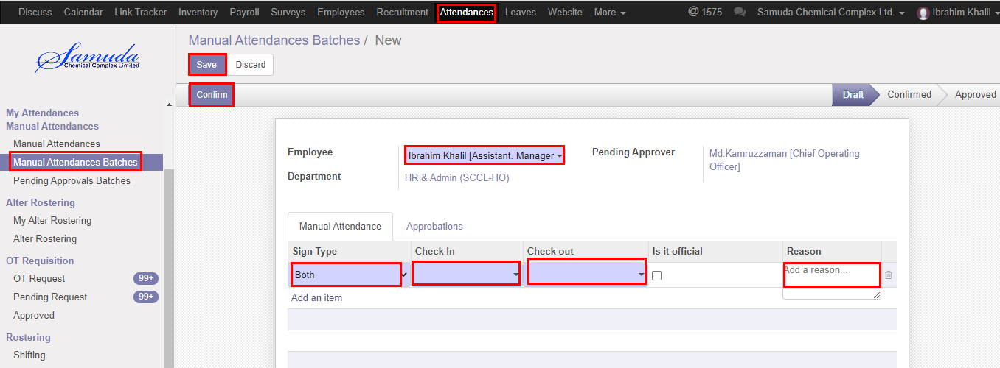 Discuss Calendar Link Tracker Inventory Payroll Surveys Employees Recruitment Attendances Leaves Website More @ 1575 Samuda Chemical Complex Ltd. Ibrahim Khalil
Samuda
Chemical Complex Limited
My Attendances
Manual Attendances
Manual Attendances
Manual Attendances Batches
Pending Approvals Batches
Alter Rostering
My Alter Rostering
Alter Rostering
OT Requisition
OT Request 99+
Pending Request 99+
Approved
Rostering
Shifting
Manual Attendances Batches / New
Save Discard
Confirm Draft Confirmed Approved
Employee Ibrahim Khalil [Assistant. Manager Pending Approver Md.Kamruzzaman [Chief Operating
Officer]
Department HR & Admin (SCCL-HO)
Manual Attendance Approbations
Sign Type Check In Check out Is it official Reason
Both Add a reason...
Add an item